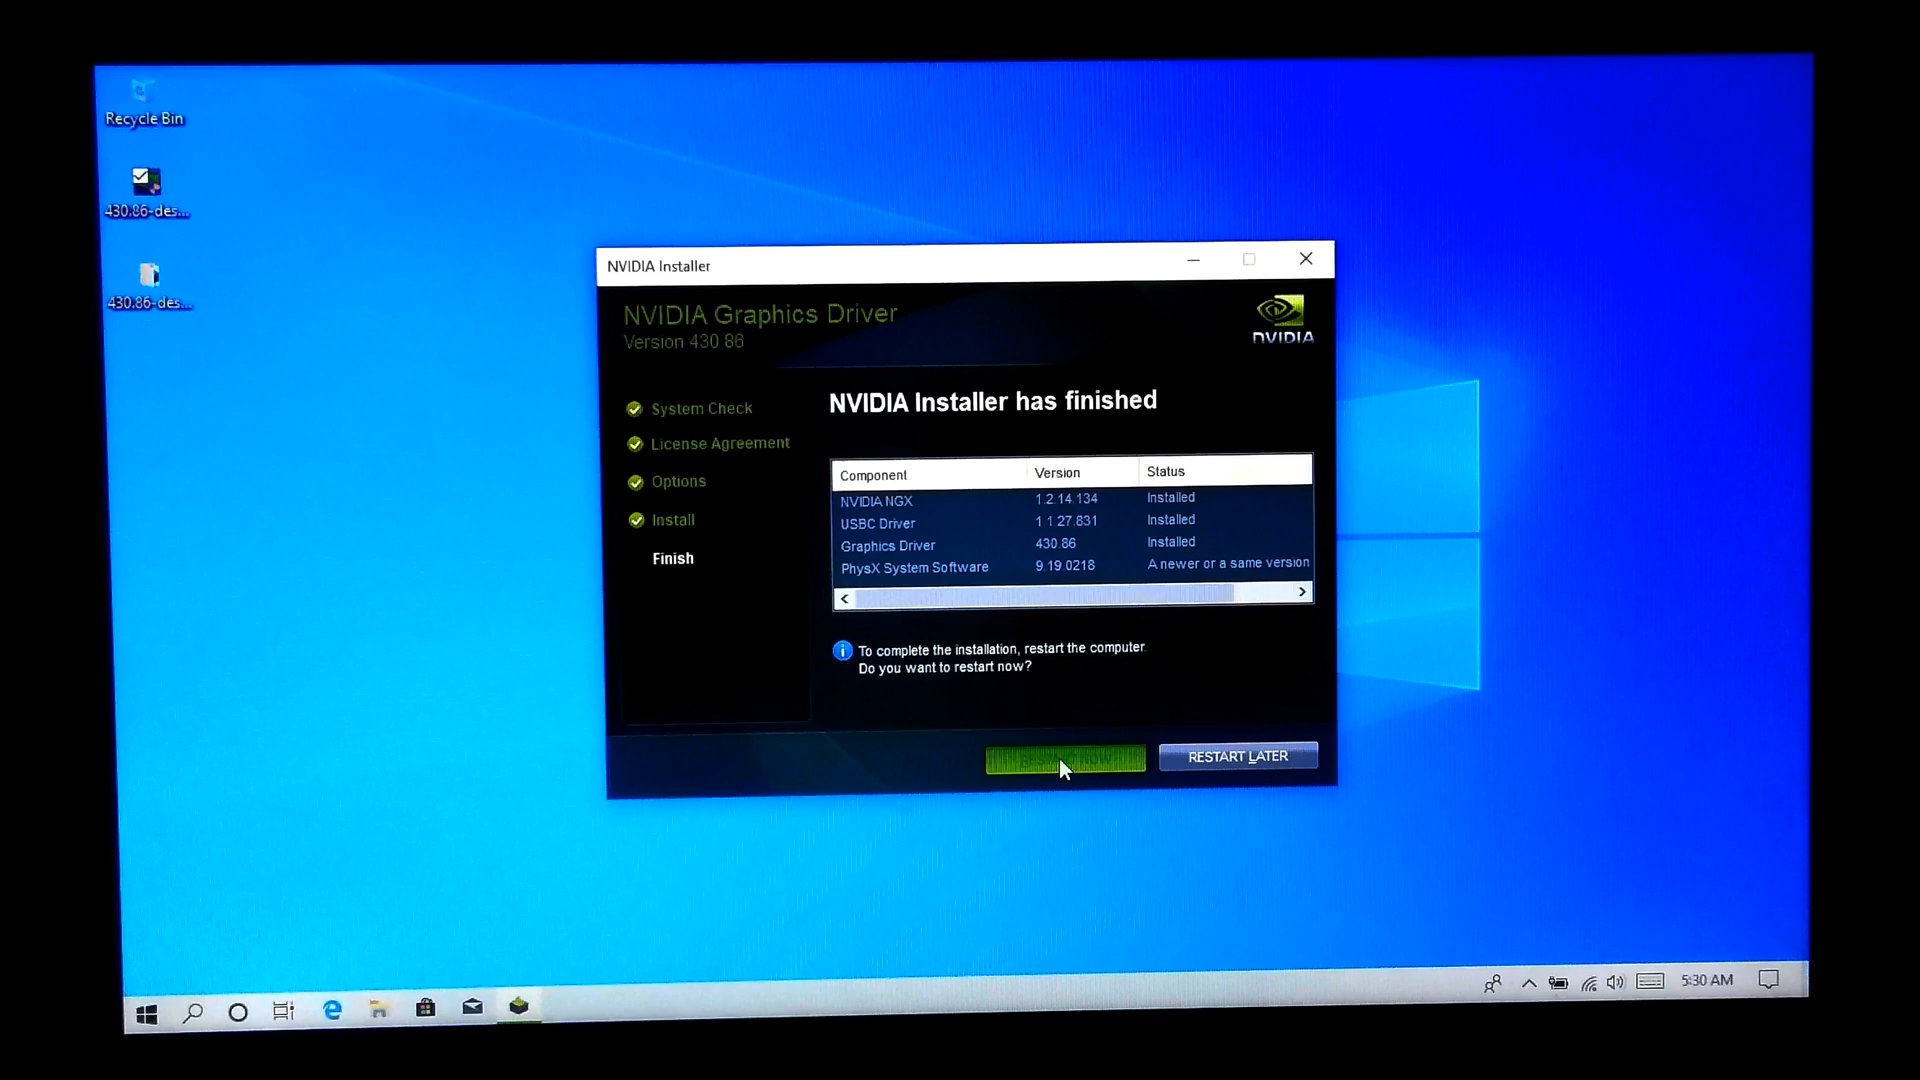 Recycle Bin
430.86-des...
430.86-des...
NVIDIA Installer
NVIDIA Graphics Driver
Version 430.86
NVIDIA
System Check
License Agreement
Options
Install
Finish
NVIDIA Installer has finished
Component Version Status
NVIDIA NGX 1.2.14.134 Installed
USBC Driver 1.1.27.831 Installed
Graphics Driver 430.86 Installed
PhysX System Software 9.19.0218 A newer or a same version
To complete the installation, restart the computer.
Do you want to restart now?
RESTART LATER
5:30 AM